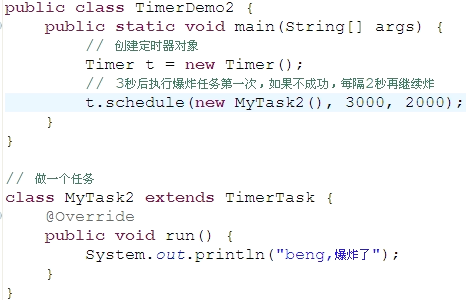 public class TimerDemo2 {
    public static void main(String[] args) {
        // 创建定时器对象
        Timer t = new Timer();
        // 3秒后执行爆炸任务第一次，如果不成功，每隔2秒再继续炸
        t.schedule(new MyTask2(), 3000, 2000);
    }
}
// 做一个任务
class MyTask2 extends TimerTask {
    @Override
    public void run() {
        System.out.println("beng,爆炸了");
    }
}